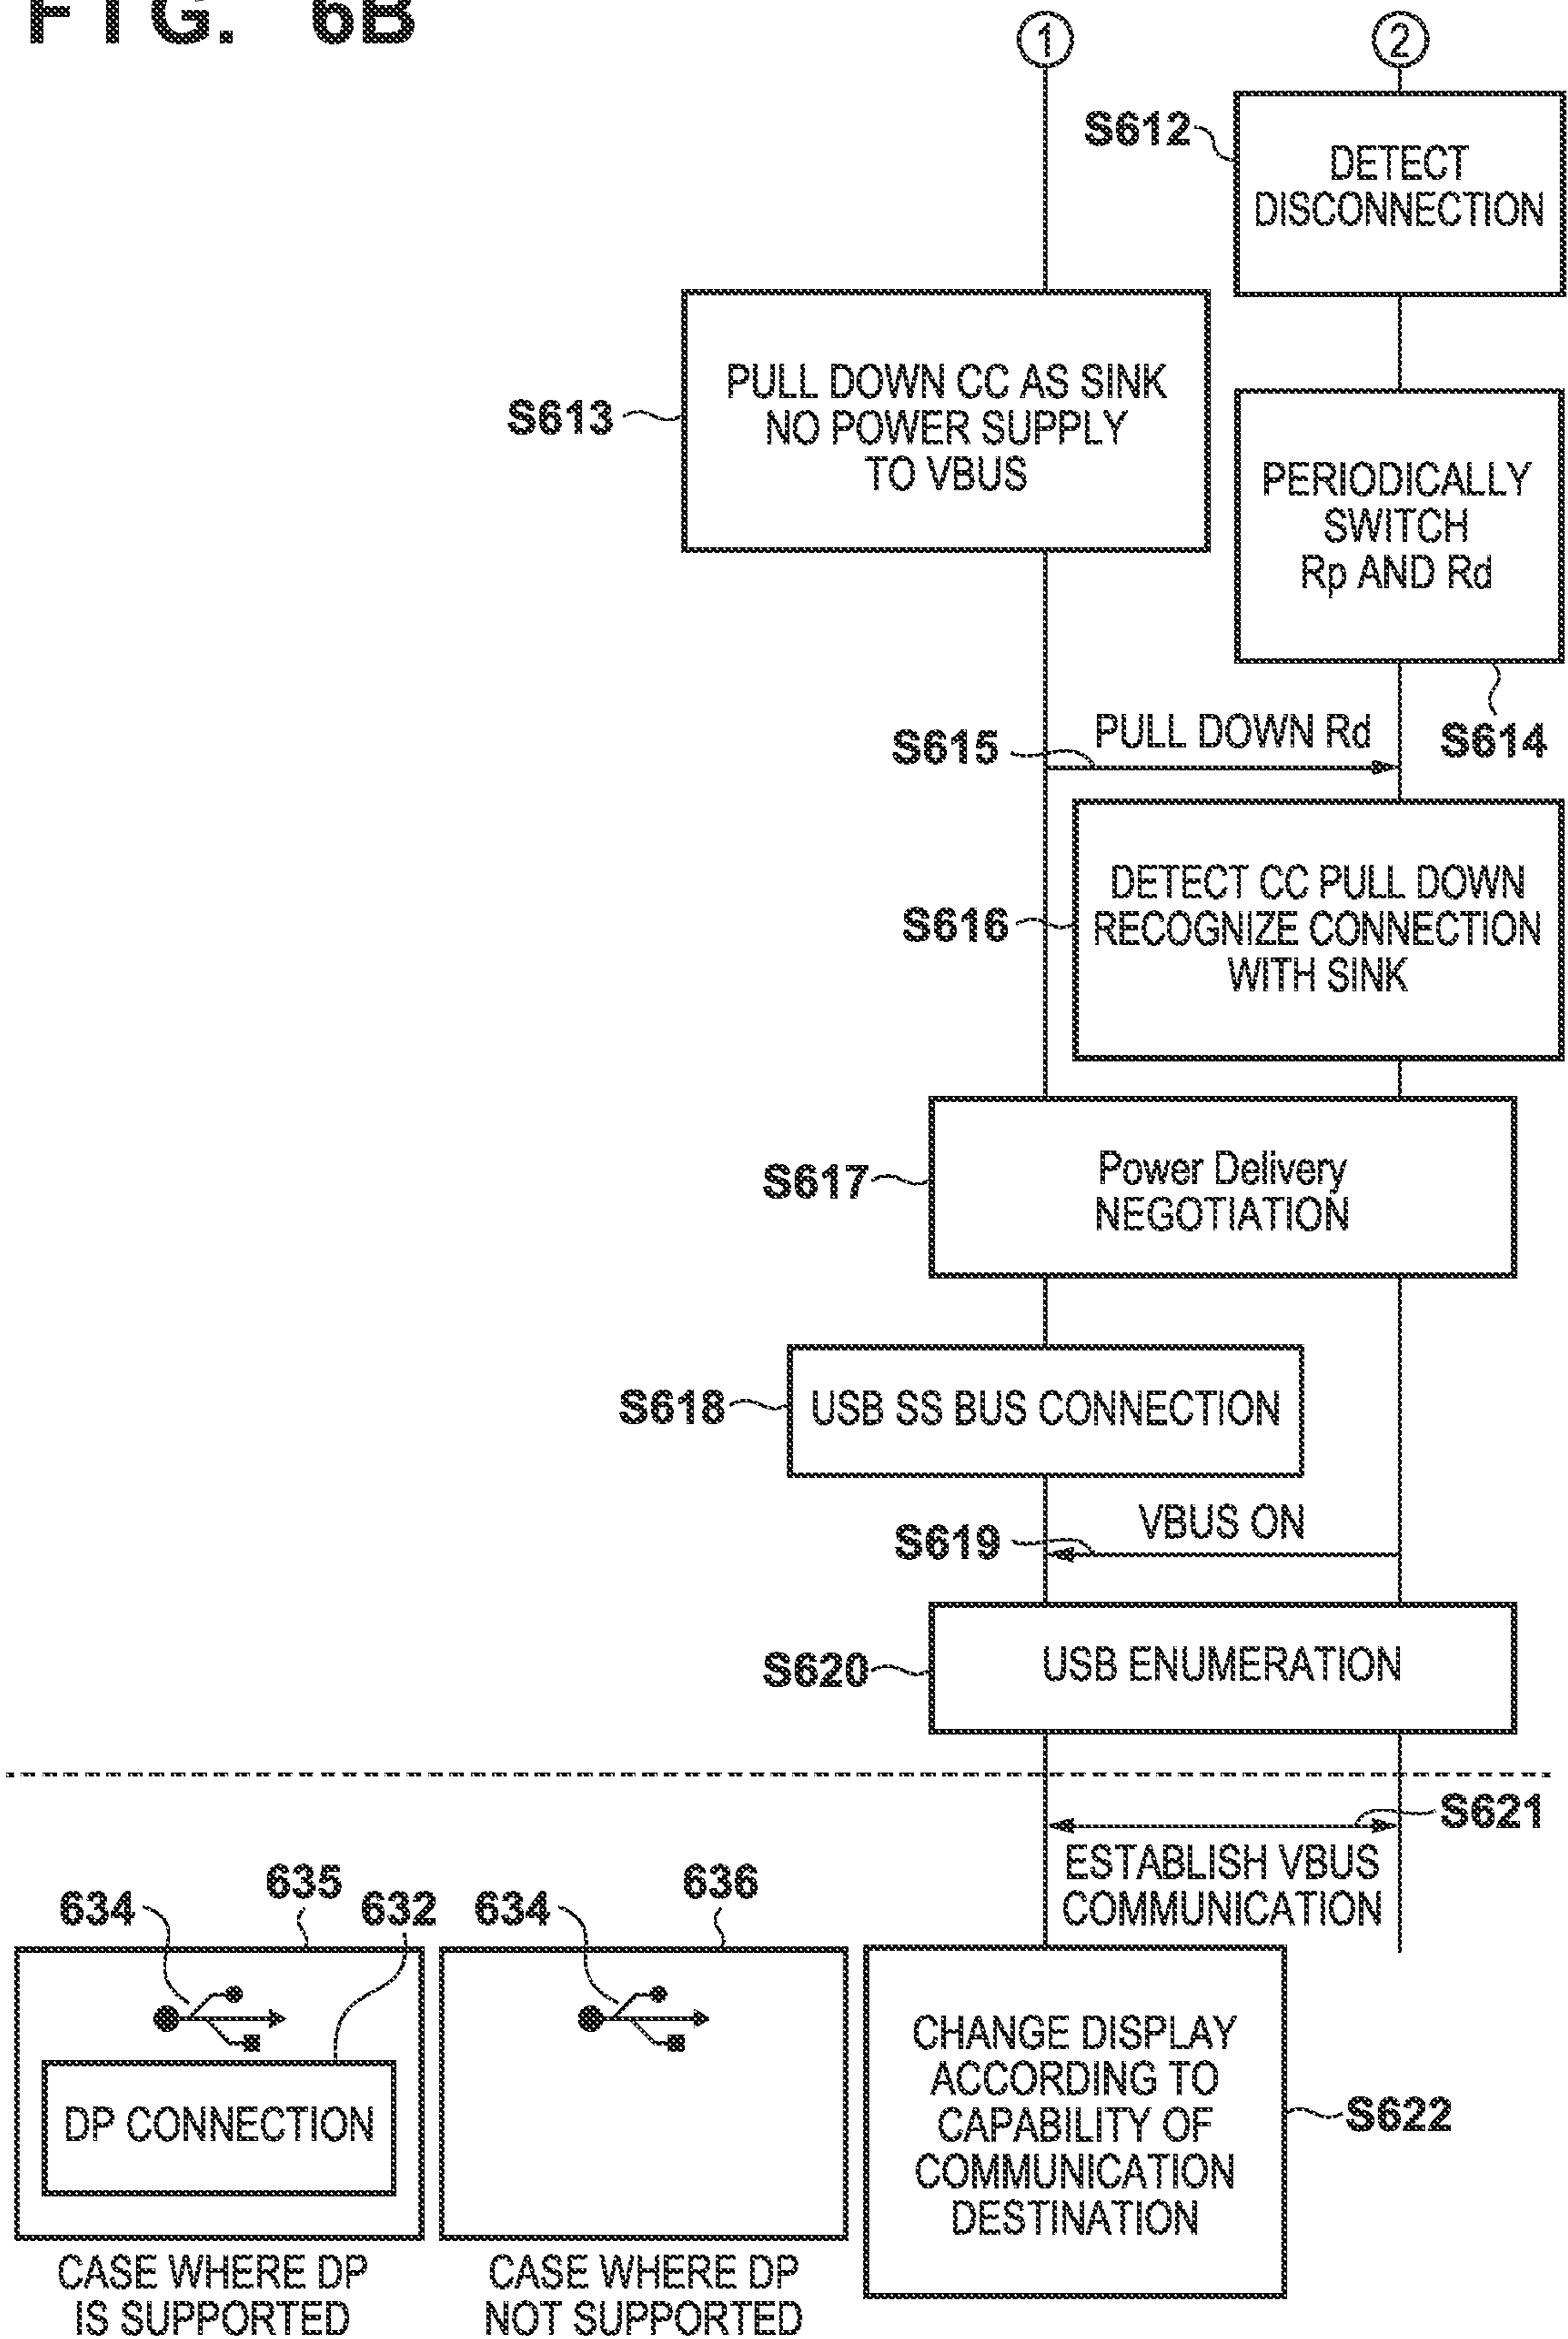 FIG. 6B
1
2
S612
DETECT
DISCONNECTION
S613
PULL DOWN CC AS SINK
NO POWER SUPPLY
TO VBUS
PERIODICALLY
SWITCH
Rp AND Rd
S614
S615
PULL DOWN Rd
S616
DETECT CC PULL DOWN
RECOGNIZE CONNECTION
WITH SINK
S617
Power Delivery
NEGOTIATION
S618
USB SS BUS CONNECTION
S619
VBUS ON
S620
USB ENUMERATION
S621
ESTABLISH VBUS
COMMUNICATION
634
635
632
DP CONNECTION
CASE WHERE DP
IS SUPPORTED
634
636
CASE WHERE DP
NOT SUPPORTED
CHANGE DISPLAY
ACCORDING TO
CAPABILITY OF
COMMUNICATION
DESTINATION
S622